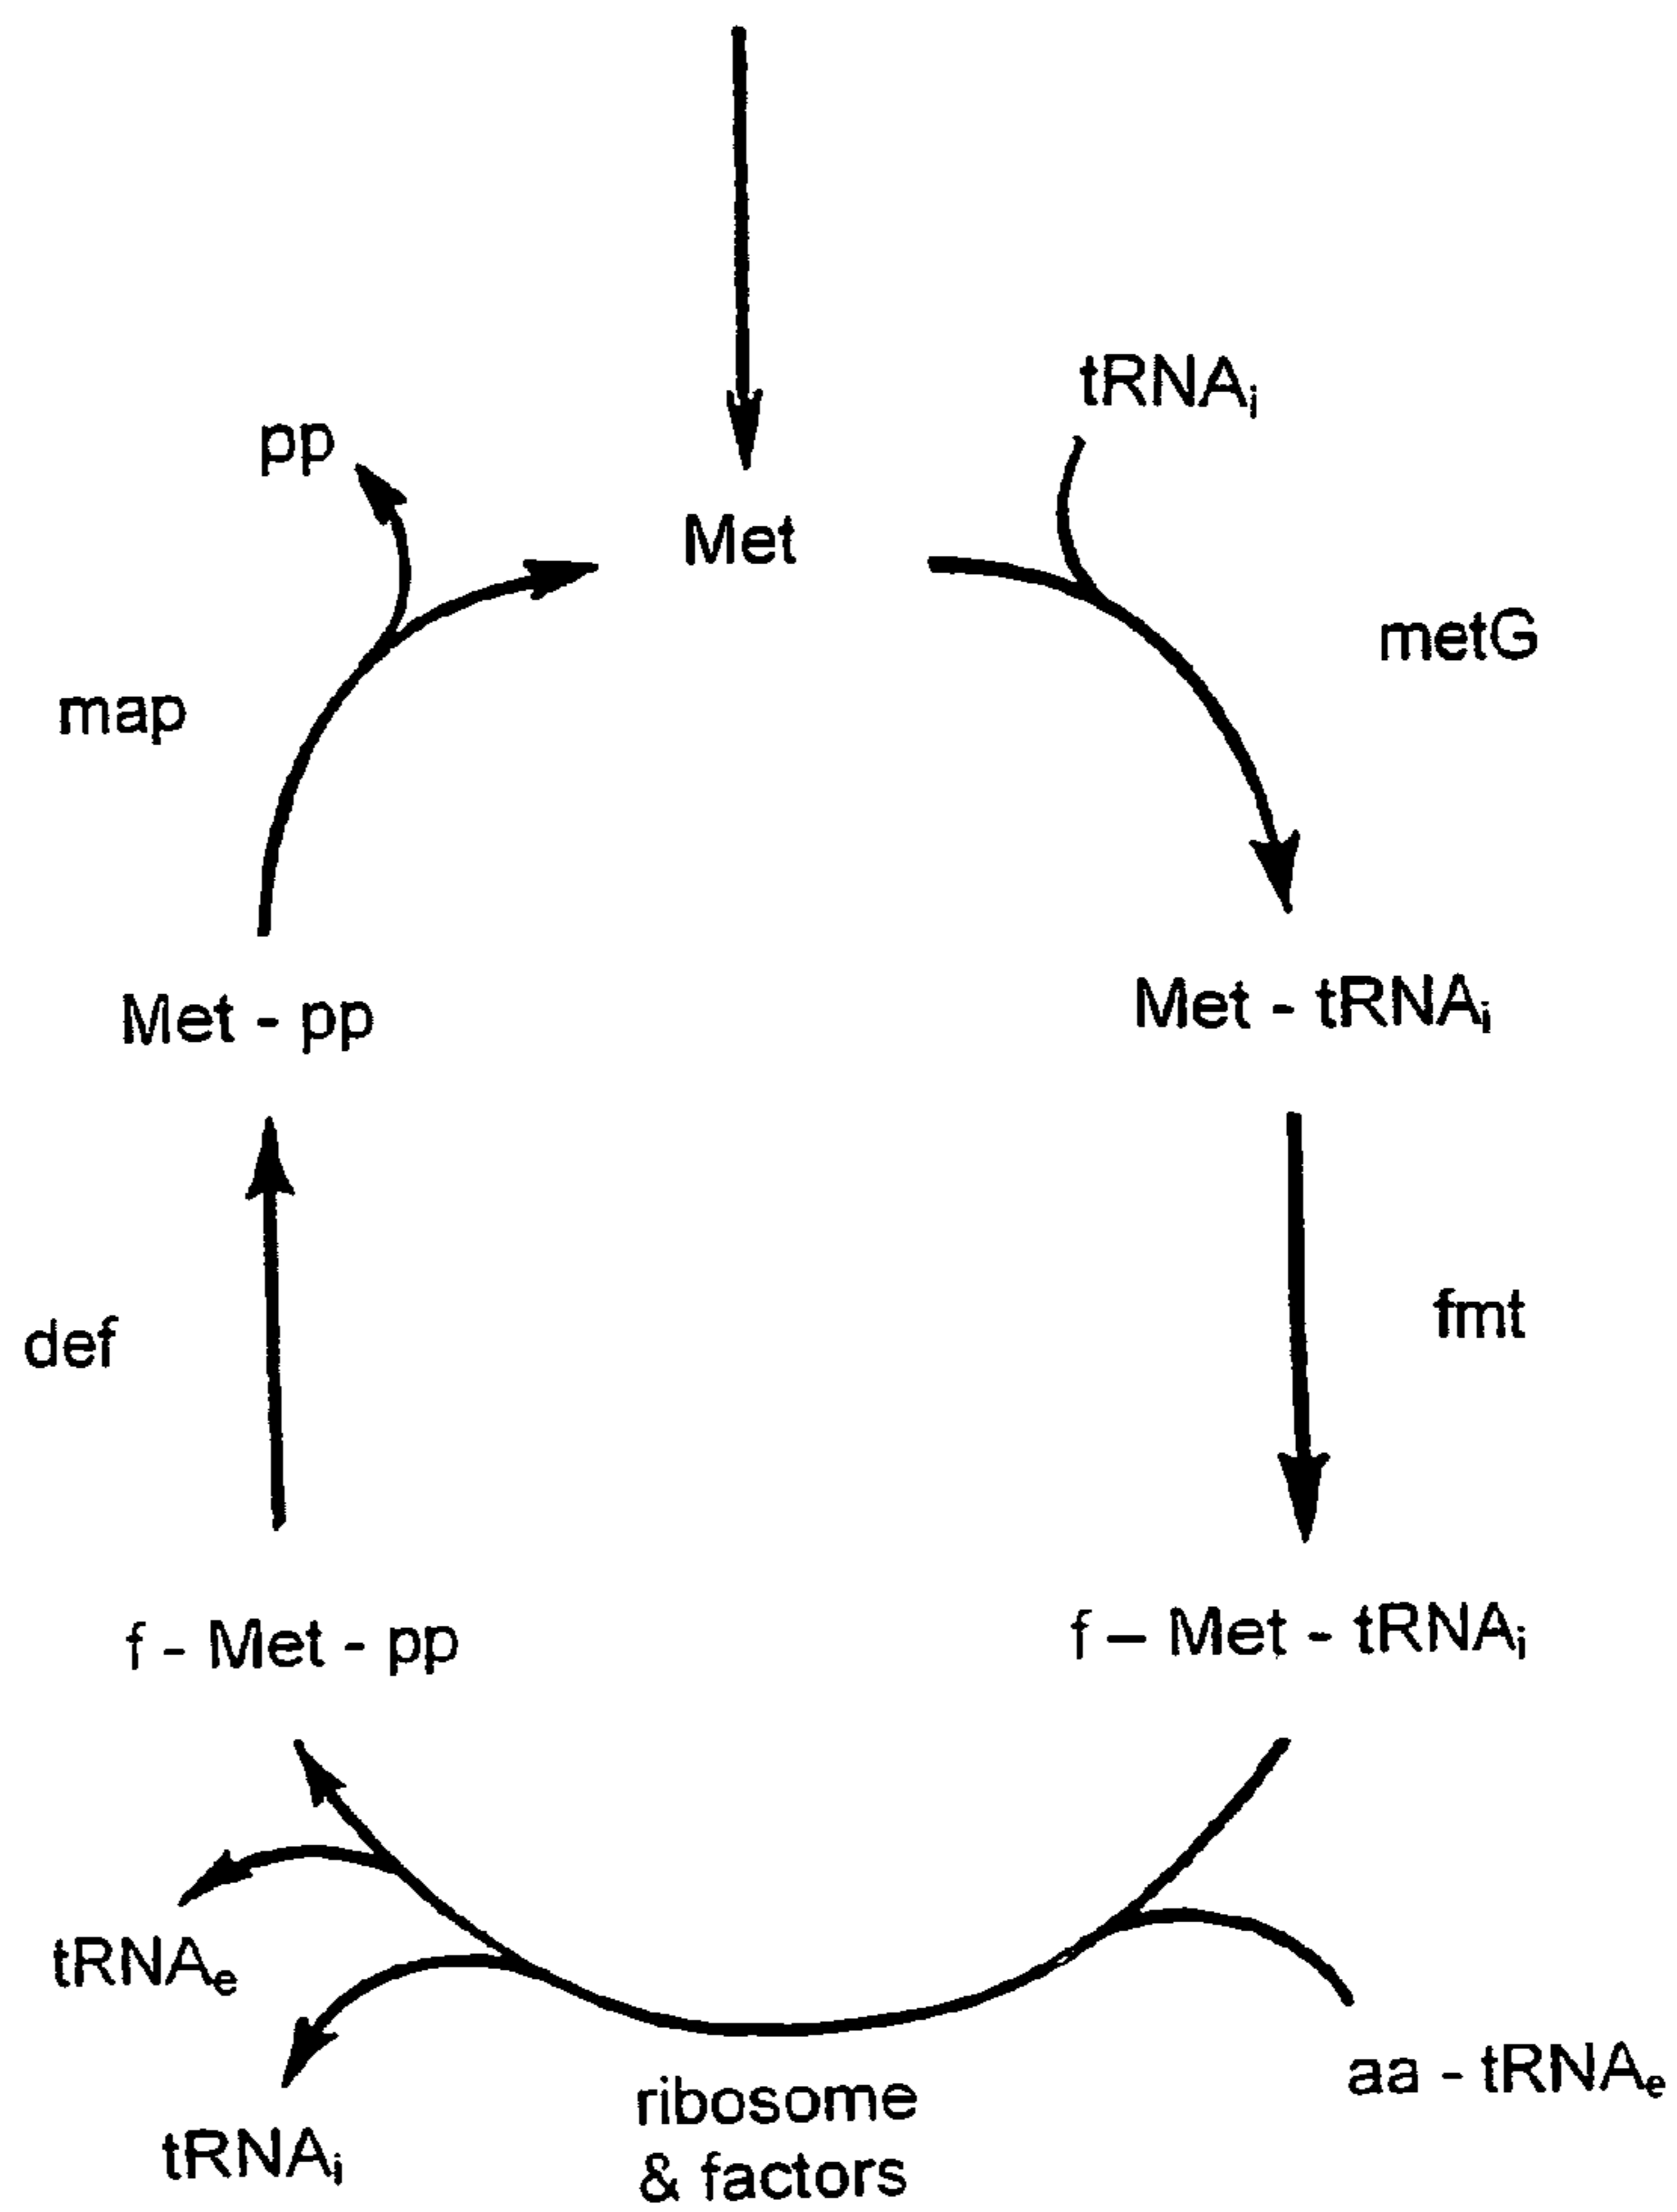 tRNAᵢ
pp
Met
metG
map
Met - pp
Met - tRNAᵢ
def
fmt
f - Met - pp
f – Met - tRNAᵢ
tRNAₑ
aa - tRNAₑ
ribosome
& factors
tRNAᵢ